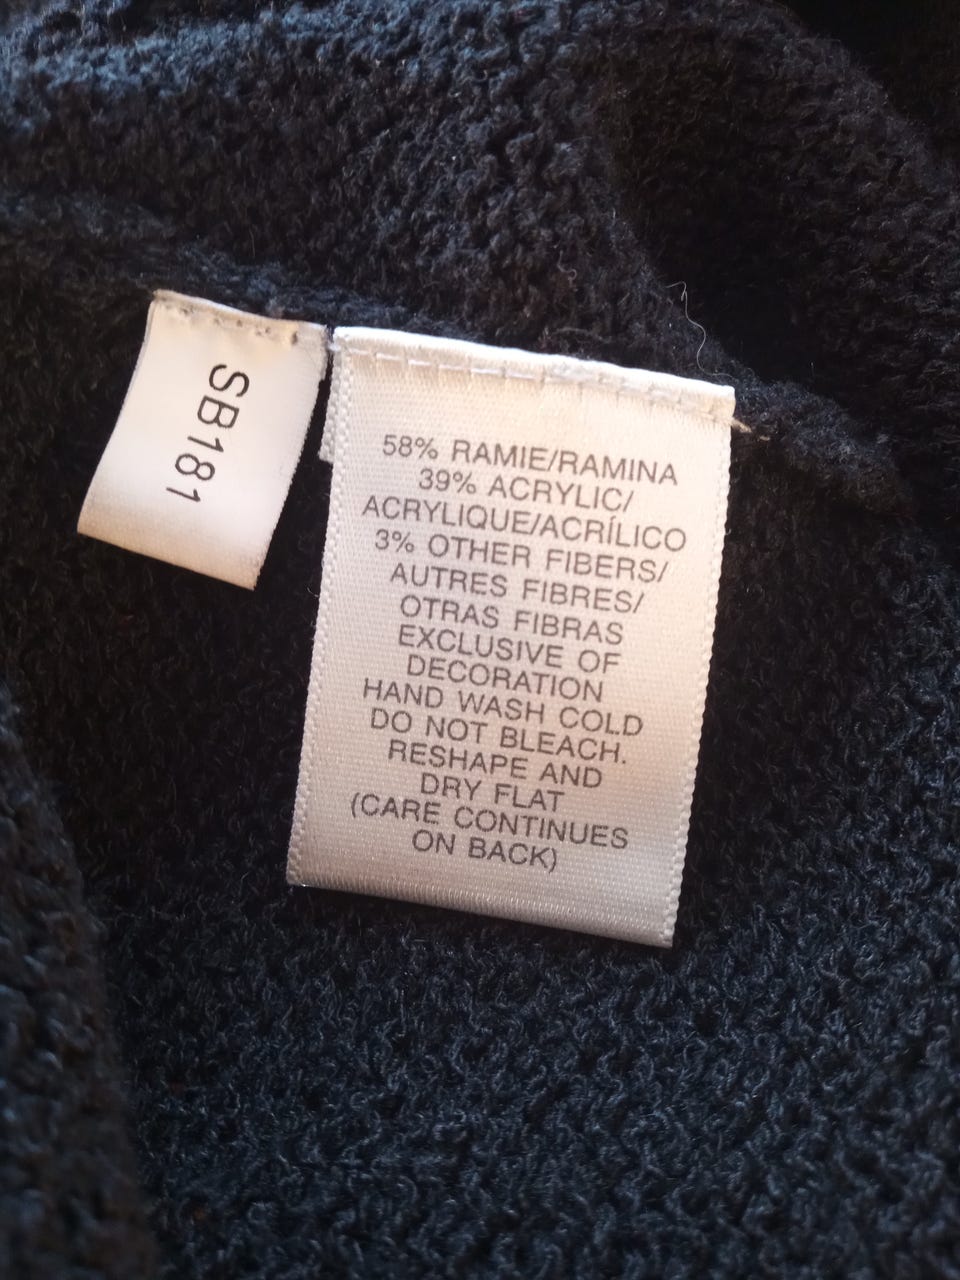 SB181
58% RAMIE/RAMINA
39% ACRYLIC/
ACRYLIQUE/ACRÍLICO
3% OTHER FIBERS/
AUTRES FIBRES/
OTRAS FIBRAS
EXCLUSIVE OF
DECORATION
HAND WASH COLD
DO NOT BLEACH.
RESHAPE AND
DRY FLAT
(CARE CONTINUES
ON BACK)